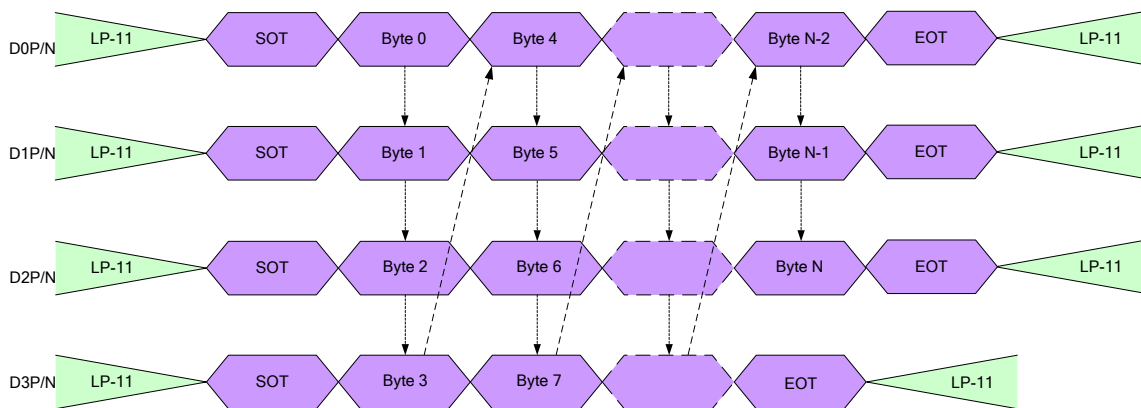 D0P/N LP-11 SOT Byte 0 Byte 4 Byte N-2 EOT LP-11
D1P/N LP-11 SOT Byte 1 Byte 5 Byte N-1 EOT LP-11
D2P/N LP-11 SOT Byte 2 Byte 6 Byte N EOT LP-11
D3P/N LP-11 SOT Byte 3 Byte 7 EOT LP-11